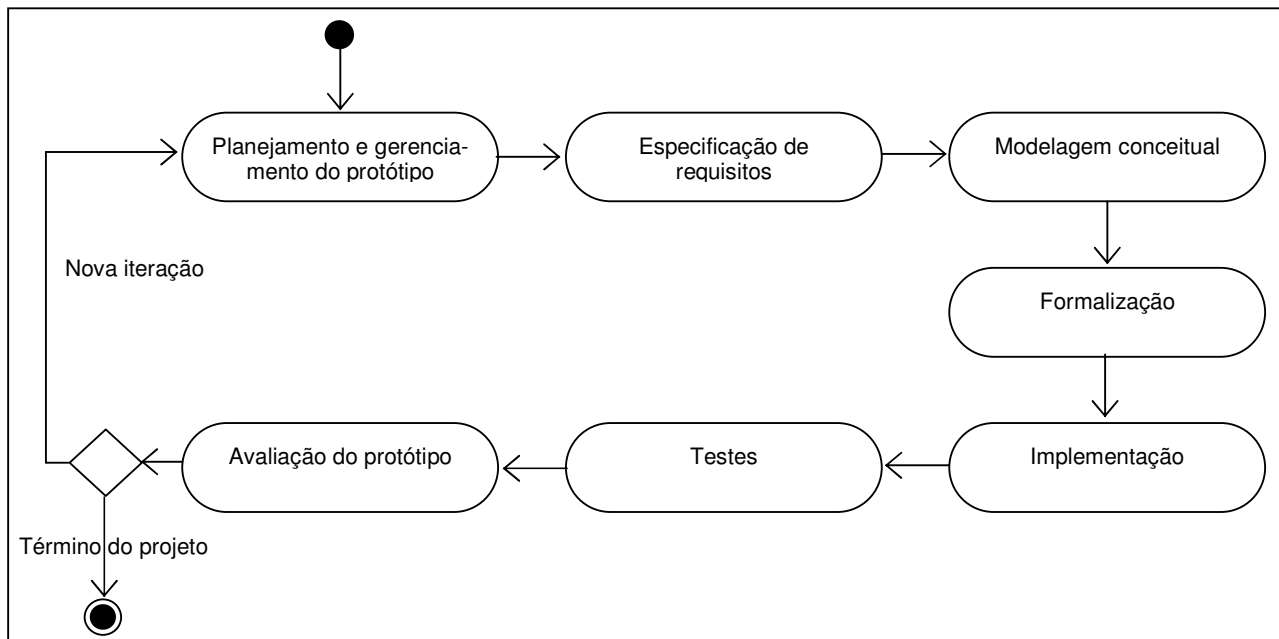 Planejamento e gerencia-
mento do protótipo
Especificação de
requisitos
Modelagem conceitual
Nova iteração
Formalização
Avaliação do protótipo
Testes
Implementação
Término do projeto